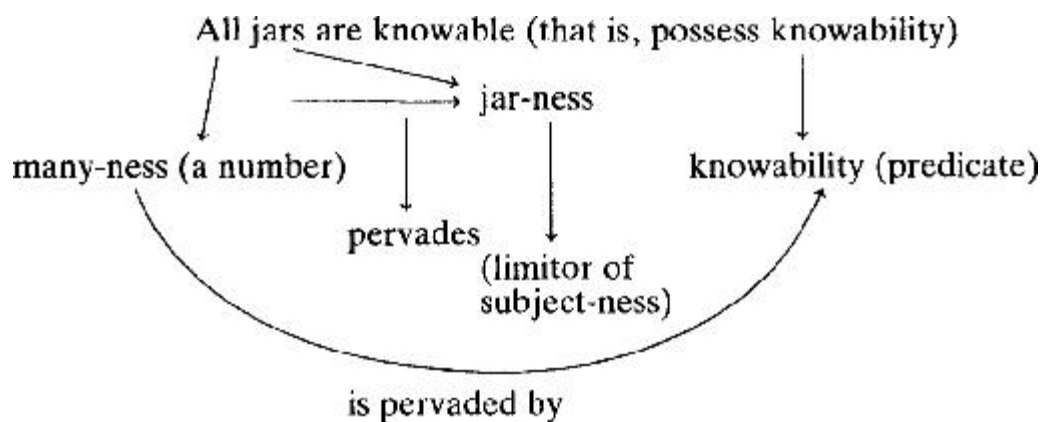 All jars are knowable (that is, possess knowability)
jar-ness
many-ness (a number)
knowability (predicate)
pervades
(limitor of
subject-ness)
is pervaded by